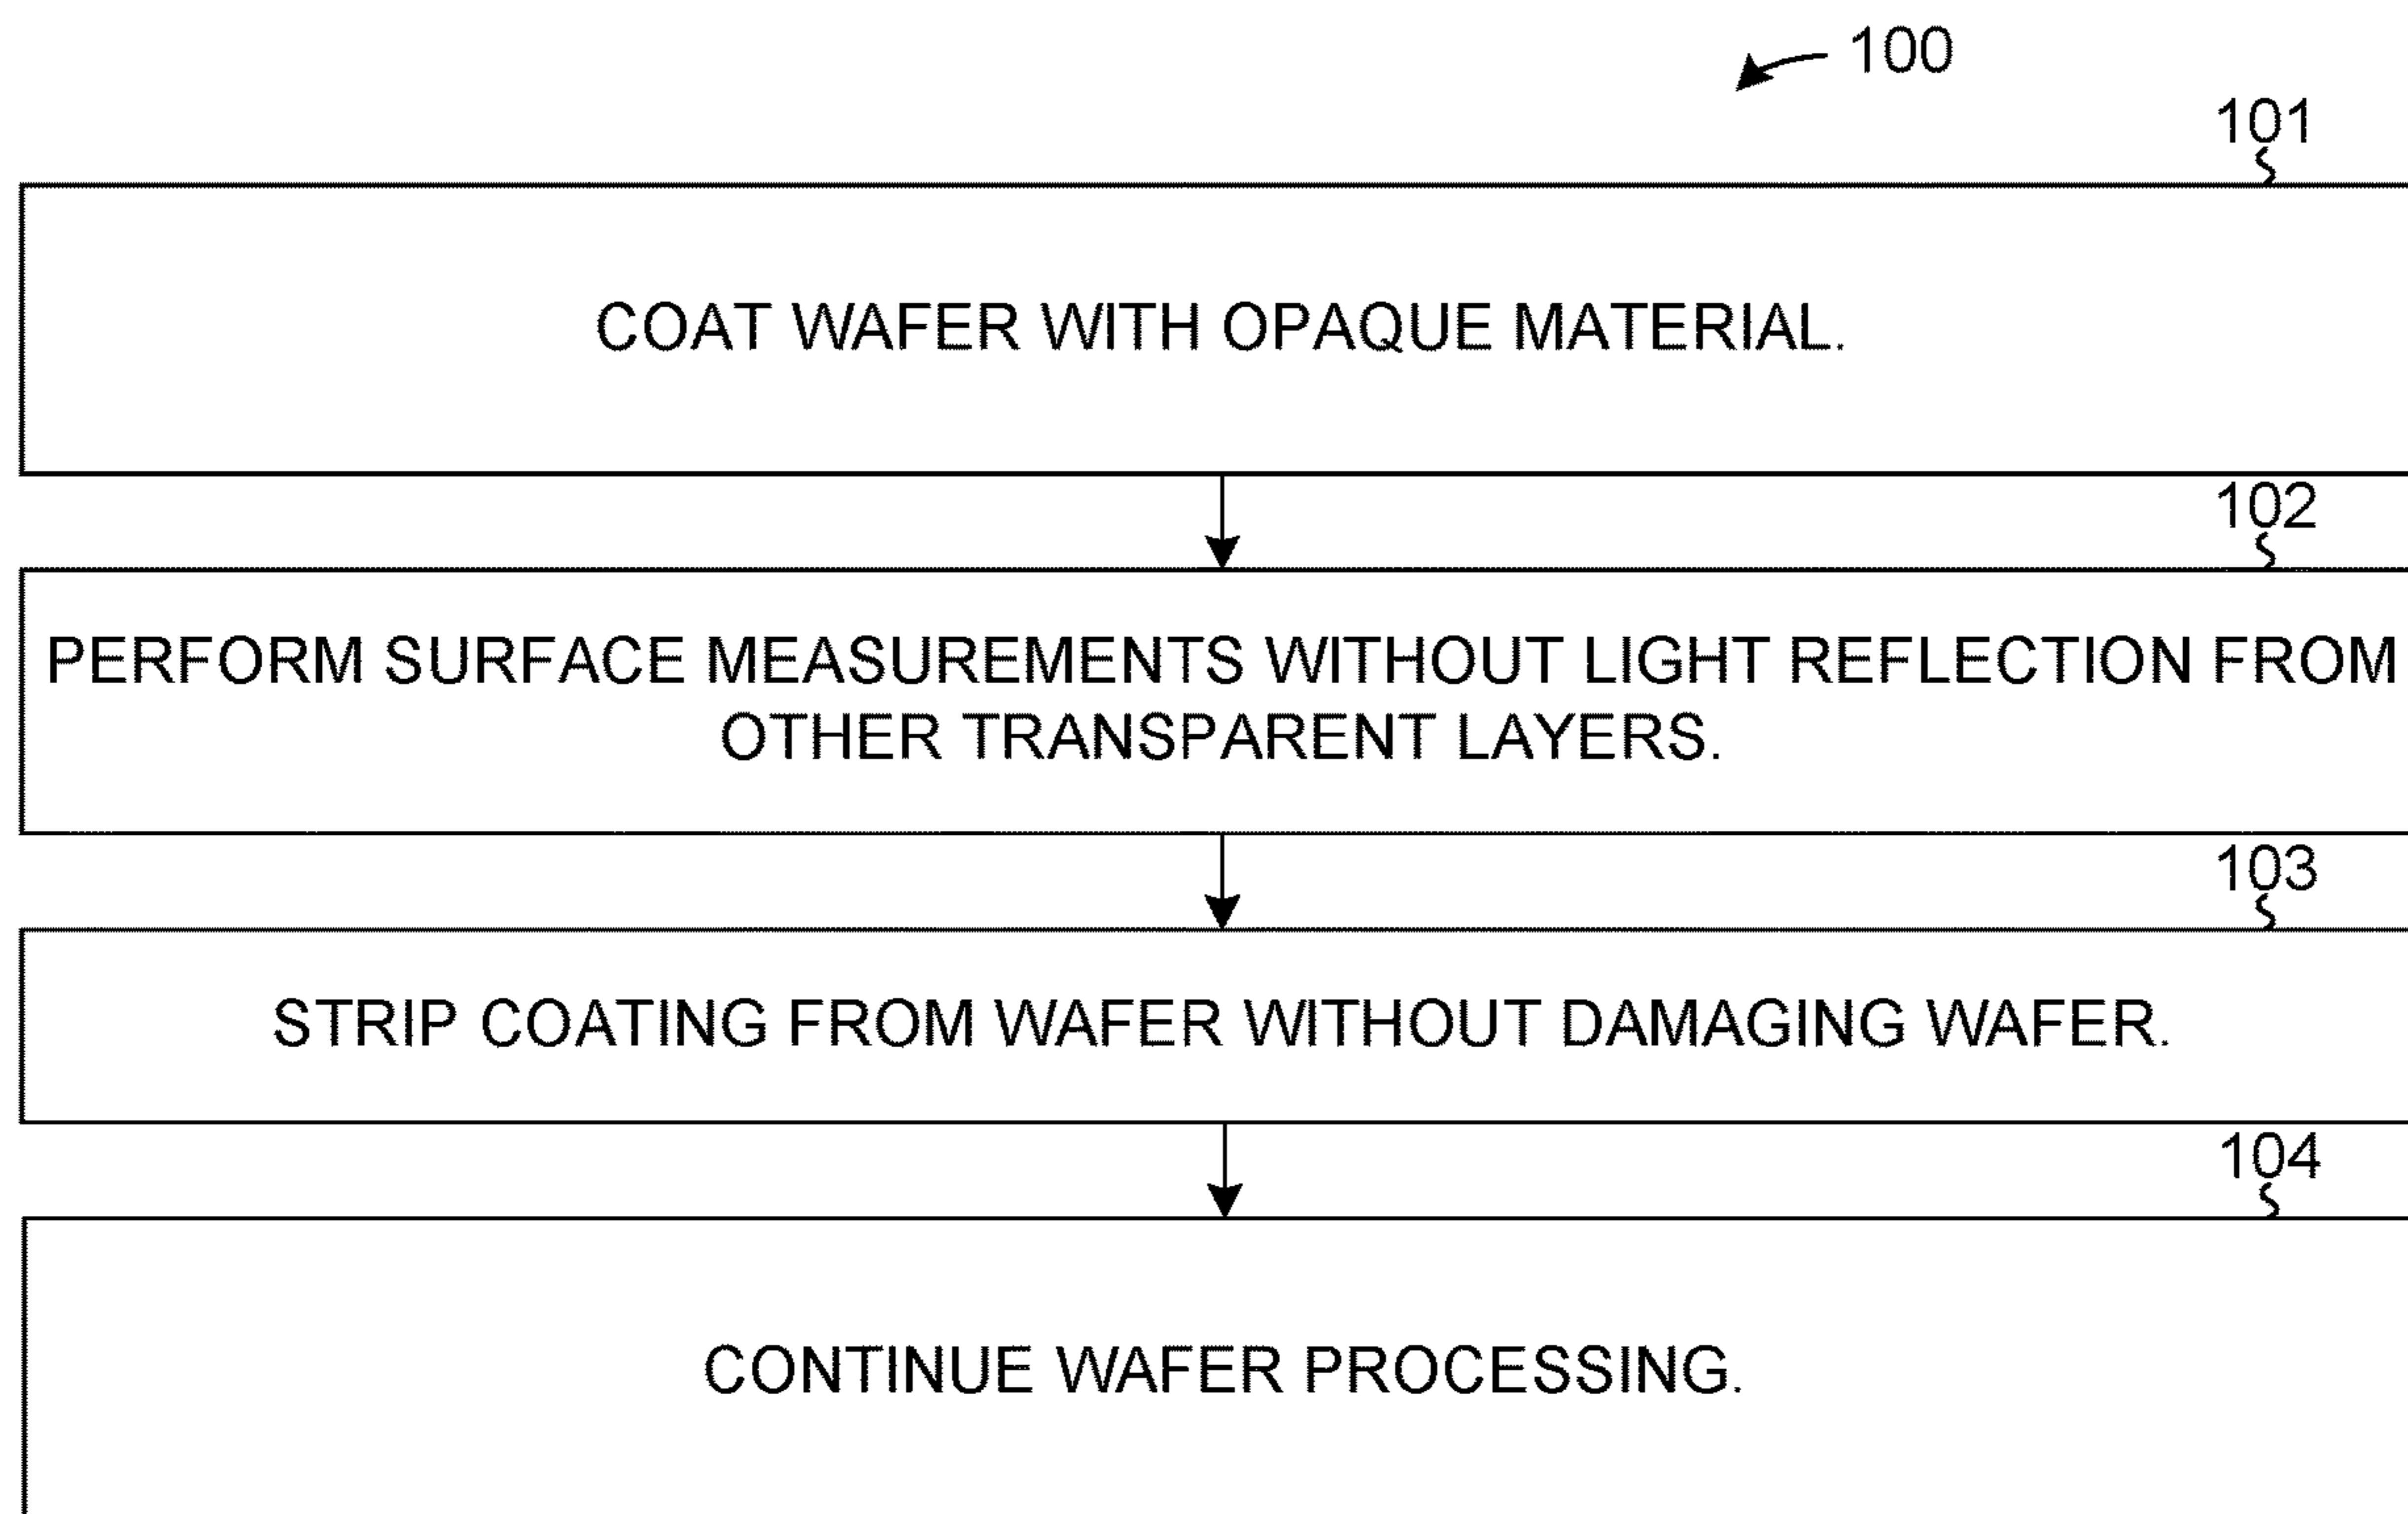 100
101
COAT WAFER WITH OPAQUE MATERIAL.
102
PERFORM SURFACE MEASUREMENTS WITHOUT LIGHT REFLECTION FROM
OTHER TRANSPARENT LAYERS.
103
STRIP COATING FROM WAFER WITHOUT DAMAGING WAFER.
104
CONTINUE WAFER PROCESSING.